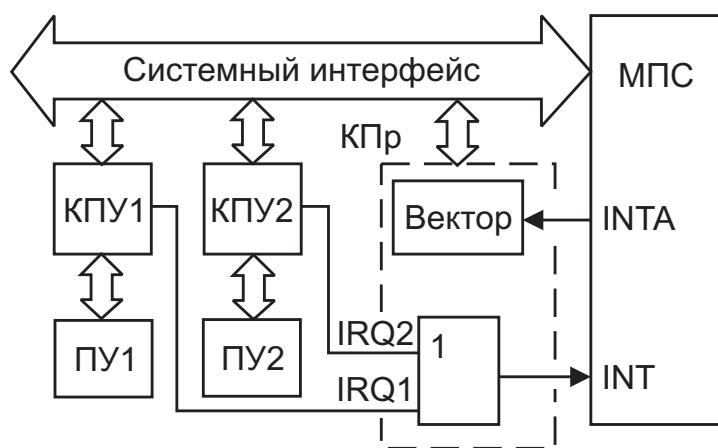 Системный интерфейс
МПС
КПр
КПУ1
КПУ2
Вектор
INTA
ПУ1
ПУ2
IRQ2
1
IRQ1
INT